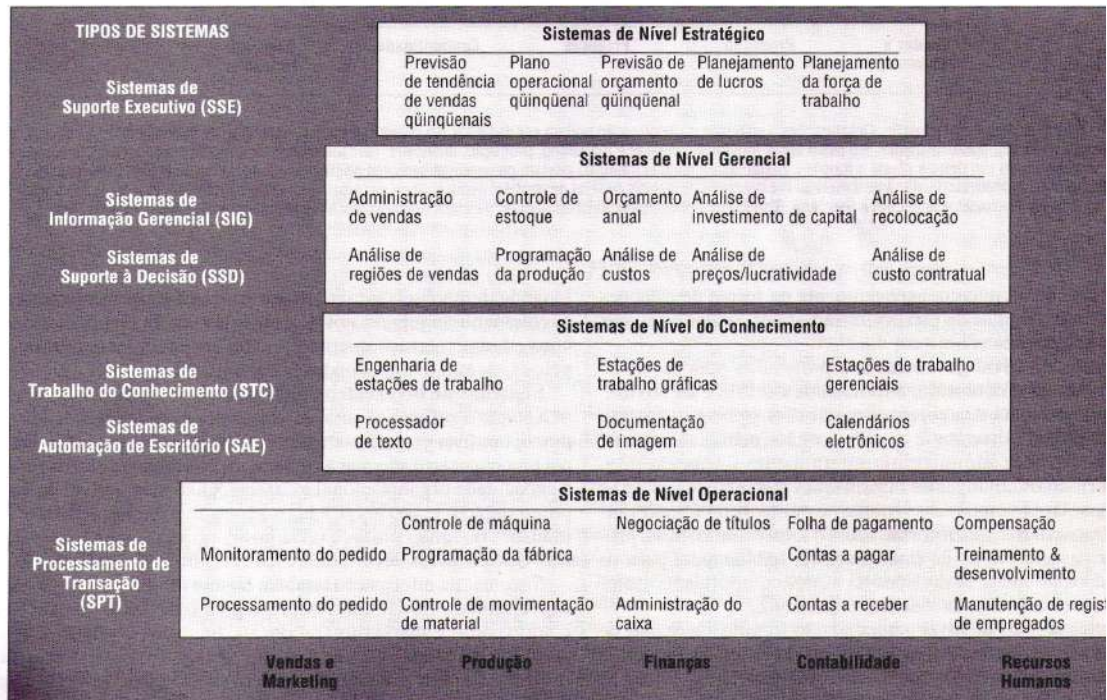 TIPOS DE SISTEMAS
Sistemas de
Suporte Executivo (SSE)
Sistemas de Nível Estratégico
Previsão
de tendência
de vendas
qüinqüenais
Plano
operacional
qüinqüenal
Previsão de
orçamento
qüinqüenal
Planejamento
de lucros
Planejamento
da força de
trabalho
Sistemas de Nível Gerencial
Sistemas de
Informação Gerencial (SIG)
Administração
de vendas
Controle de
estoque
Orçamento
anual
Análise de
investimento de capital
Análise de
recolocação
Sistemas de
Suporte à Decisão (SSD)
Análise de
regiões de vendas
Programação
da produção
Análise de
custos
Análise de
preços/lucratividade
Análise de
custo contratual
Sistemas de Nível do Conhecimento
Sistemas de
Trabalho do Conhecimento (STC)
Engenharia de
estações de trabalho
Estações de
trabalho gráficas
Estações de trabalho
gerenciais
Sistemas de
Automação de Escritório (SAE)
Processador
de texto
Documentação
de imagem
Calendários
eletrônicos
Sistemas de Nível Operacional
Sistemas de
Processamento de
Transação
(SPT)
Controle de máquina
Negociação de títulos
Folha de pagamento
Compensação
Monitoramento do pedido
Programação da fábrica
Contas a pagar
Treinamento &
desenvolvimento
Processamento do pedido
Controle de movimentação
de material
Administração do
caixa
Contas a receber
Manutenção de regist
de empregados
Vendas e
Marketing
Produção
Finanças
Contabilidade
Recursos
Humanos